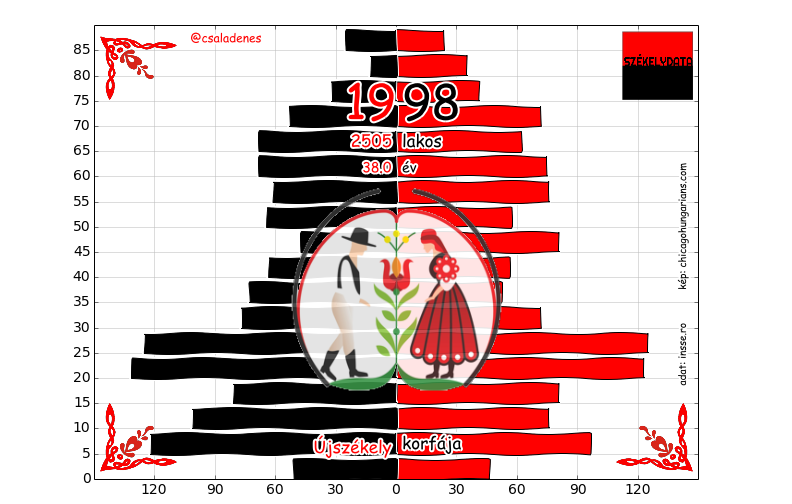 @csaladenes
SZÉKELYDATA
1998
2505 lakos
38.0 év
kép: chicagohungarians.com
adat: insse.ro
Újszékely korfája
85
80
75
70
65
60
55
50
45
40
35
30
25
20
15
10
5
0
120 90 60 30 0 30 60 90 120